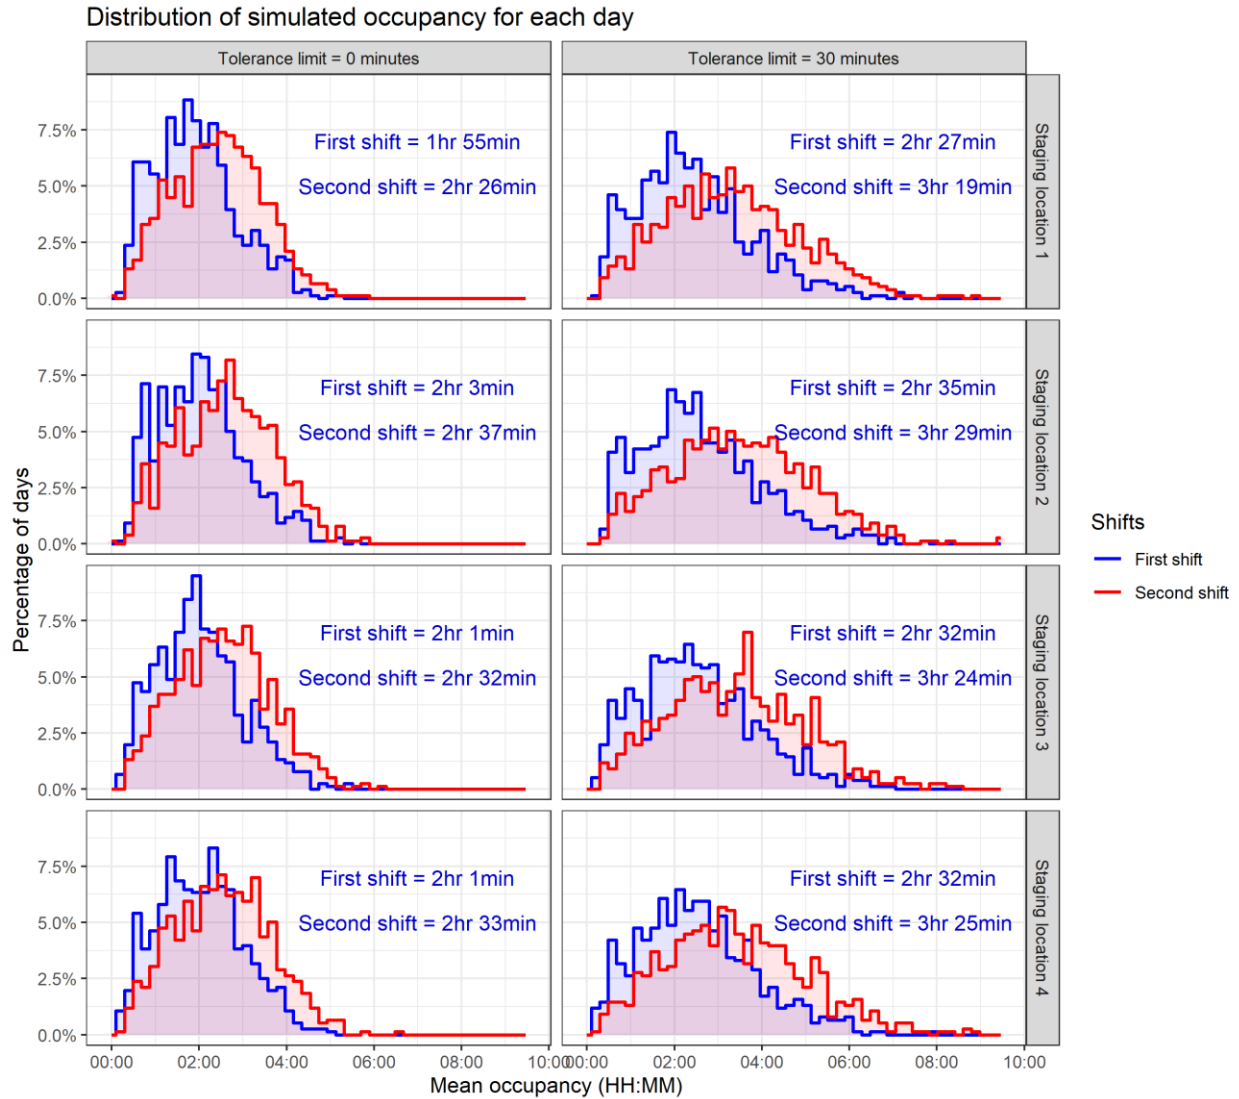 Distribution of simulated occupancy for each day
Tolerance limit = 0 minutes
Tolerance limit = 30 minutes
Percentage of days
7.5%
5.0%
2.5%
0.0%
First shift = 1hr 55min
Second shift = 2hr 26min
First shift = 2hr 27min
Second shift = 3hr 19min
Staging location 1
7.5%
5.0%
2.5%
0.0%
First shift = 2hr 3min
Second shift = 2hr 37min
First shift = 2hr 35min
Second shift = 3hr 29min
Staging location 2
7.5%
5.0%
2.5%
0.0%
First shift = 2hr 1min
Second shift = 2hr 32min
First shift = 2hr 32min
Second shift = 3hr 24min
Staging location 3
7.5%
5.0%
2.5%
0.0%
First shift = 2hr 1min
Second shift = 2hr 33min
First shift = 2hr 32min
Second shift = 3hr 25min
Staging location 4
00:00 02:00 04:00 06:00 08:00 10:00
00:00 02:00 04:00 06:00 08:00 10:00
Mean occupancy (HH:MM)
Shifts
First shift
Second shift